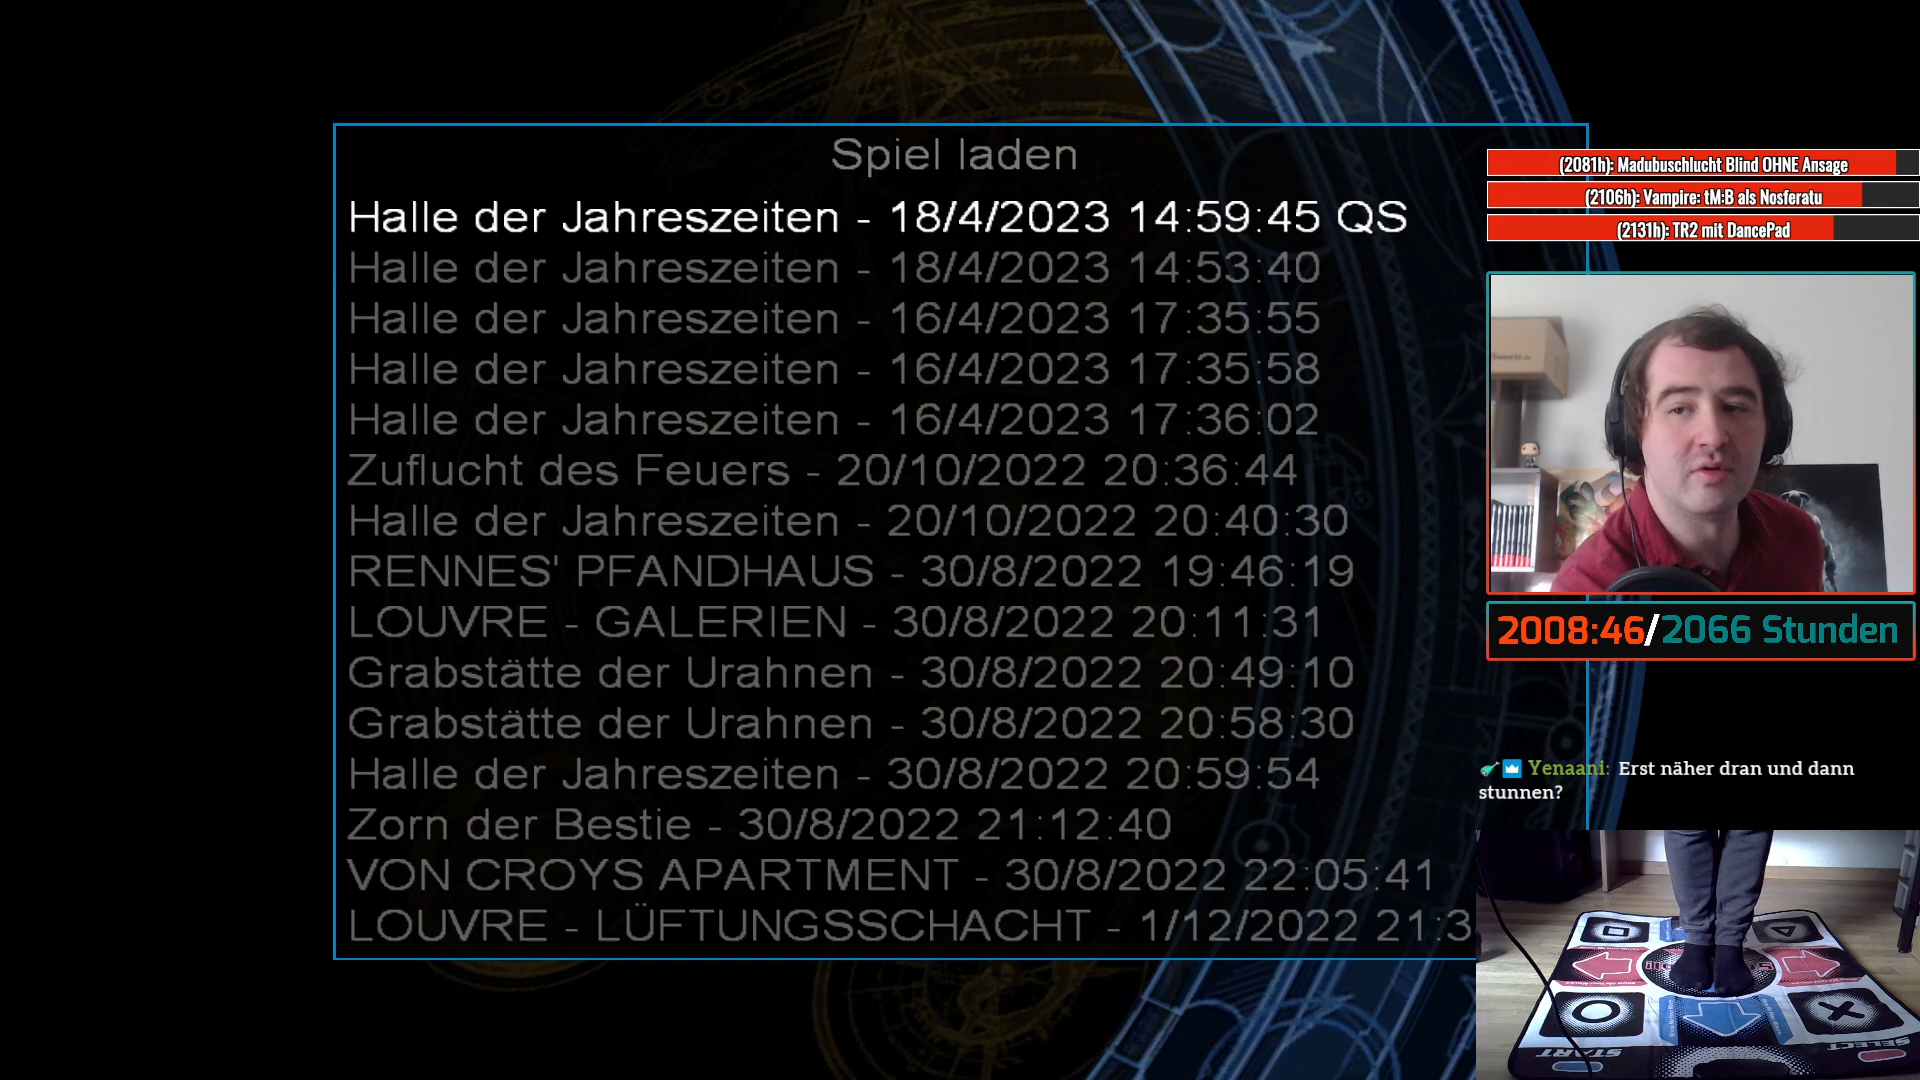 Spiel laden
Halle der Jahreszeiten - 18/4/2023 14:59:45 QS
Halle der Jahreszeiten - 18/4/2023 14:53:40
Halle der Jahreszeiten - 16/4/2023 17:35:55
Halle der Jahreszeiten - 16/4/2023 17:35:58
Halle der Jahreszeiten - 16/4/2023 17:36:02
Zuflucht des Feuers - 20/10/2022 20:36:44
Halle der Jahreszeiten - 20/10/2022 20:40:30
RENNES' PFANDHAUS - 30/8/2022 19:46:19
LOUVRE - GALERIEN - 30/8/2022 20:11:31
Grabstätte der Urahnen - 30/8/2022 20:49:10
Grabstätte der Urahnen - 30/8/2022 20:58:30
Halle der Jahreszeiten - 30/8/2022 20:59:54
Zorn der Bestie - 30/8/2022 21:12:40
VON CROYS APARTMENT - 30/8/2022 22:05:41
LOUVRE - LÜFTUNGSSCHACHT - 1/12/2022 21:3
(2081h): Madubuschlucht Blind OHNE Ansage
(2106h): Vampire: tM:B als Nosferatu
(2131h): TR2 mit DancePad
2008:46/2066 Stunden
Yenaani: Erst näher dran und dann
stunnen?
START
SELECT